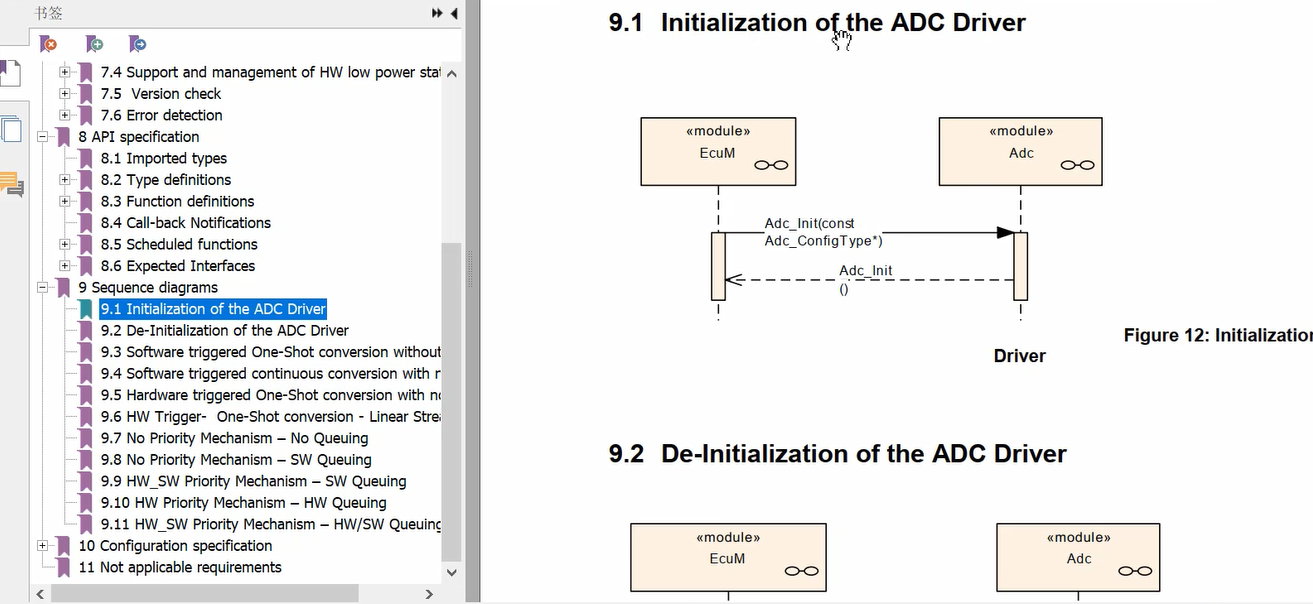 书签
7.4 Support and management of HW low power stat
7.5 Version check
7.6 Error detection
8 API specification
8.1 Imported types
8.2 Type definitions
8.3 Function definitions
8.4 Call-back Notifications
8.5 Scheduled functions
8.6 Expected Interfaces
9 Sequence diagrams
9.1 Initialization of the ADC Driver
9.2 De-Initialization of the ADC Driver
9.3 Software triggered One-Shot conversion without
9.4 Software triggered continuous conversion with n
9.5 Hardware triggered One-Shot conversion with no
9.6 HW Trigger- One-Shot conversion - Linear Strea
9.7 No Priority Mechanism – No Queuing
9.8 No Priority Mechanism – SW Queuing
9.9 HW_SW Priority Mechanism – SW Queuing
9.10 HW Priority Mechanism – HW Queuing
9.11 HW_SW Priority Mechanism – HW/SW Queuing
10 Configuration specification
11 Not applicable requirements
9.1 Initialization of the ADC Driver
«module»
EcuM
«module»
Adc
Adc_Init(const
Adc_ConfigType*)
Adc_Init
()
Figure 12: Initialization
Driver
9.2 De-Initialization of the ADC Driver
«module»
EcuM
«module»
Adc